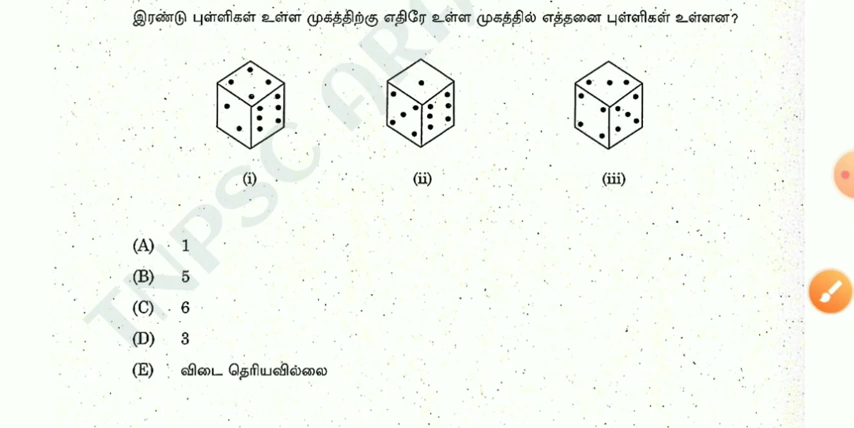 இரண்டு புள்ளிகள் உள்ள முகத்திற்கு எதிரே உள்ள முகத்தில் எத்தனை புள்ளிகள் உள்ளன?
(i) (ii) (iii)
(A) 1
(B) 5
(C) 6
(D) 3
(E) விடை தெரியவில்லை
TNPSC